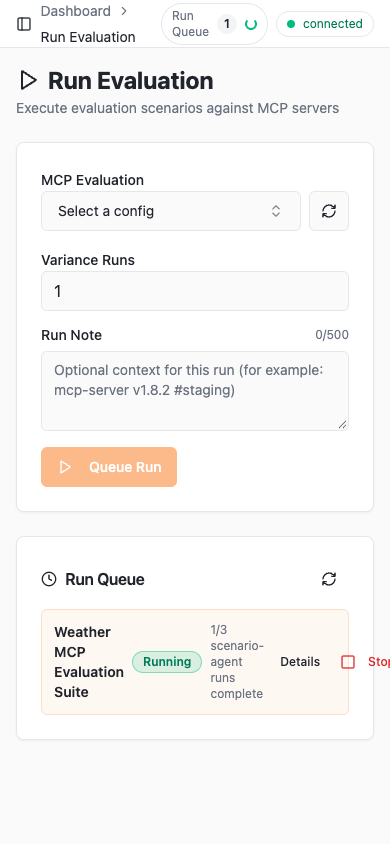 Dashboard
Run Evaluation
Run
Queue
1
connected
Run Evaluation
Execute evaluation scenarios against MCP servers
MCP Evaluation
Select a config
Variance Runs
1
Run Note
0/500
Optional context for this run (for example:
mcp-server v1.8.2 #staging)
Queue Run
Run Queue
Weather
MCP
Evaluation
Suite
Running
1/3
scenario-
agent
runs
complete
Details
Stop